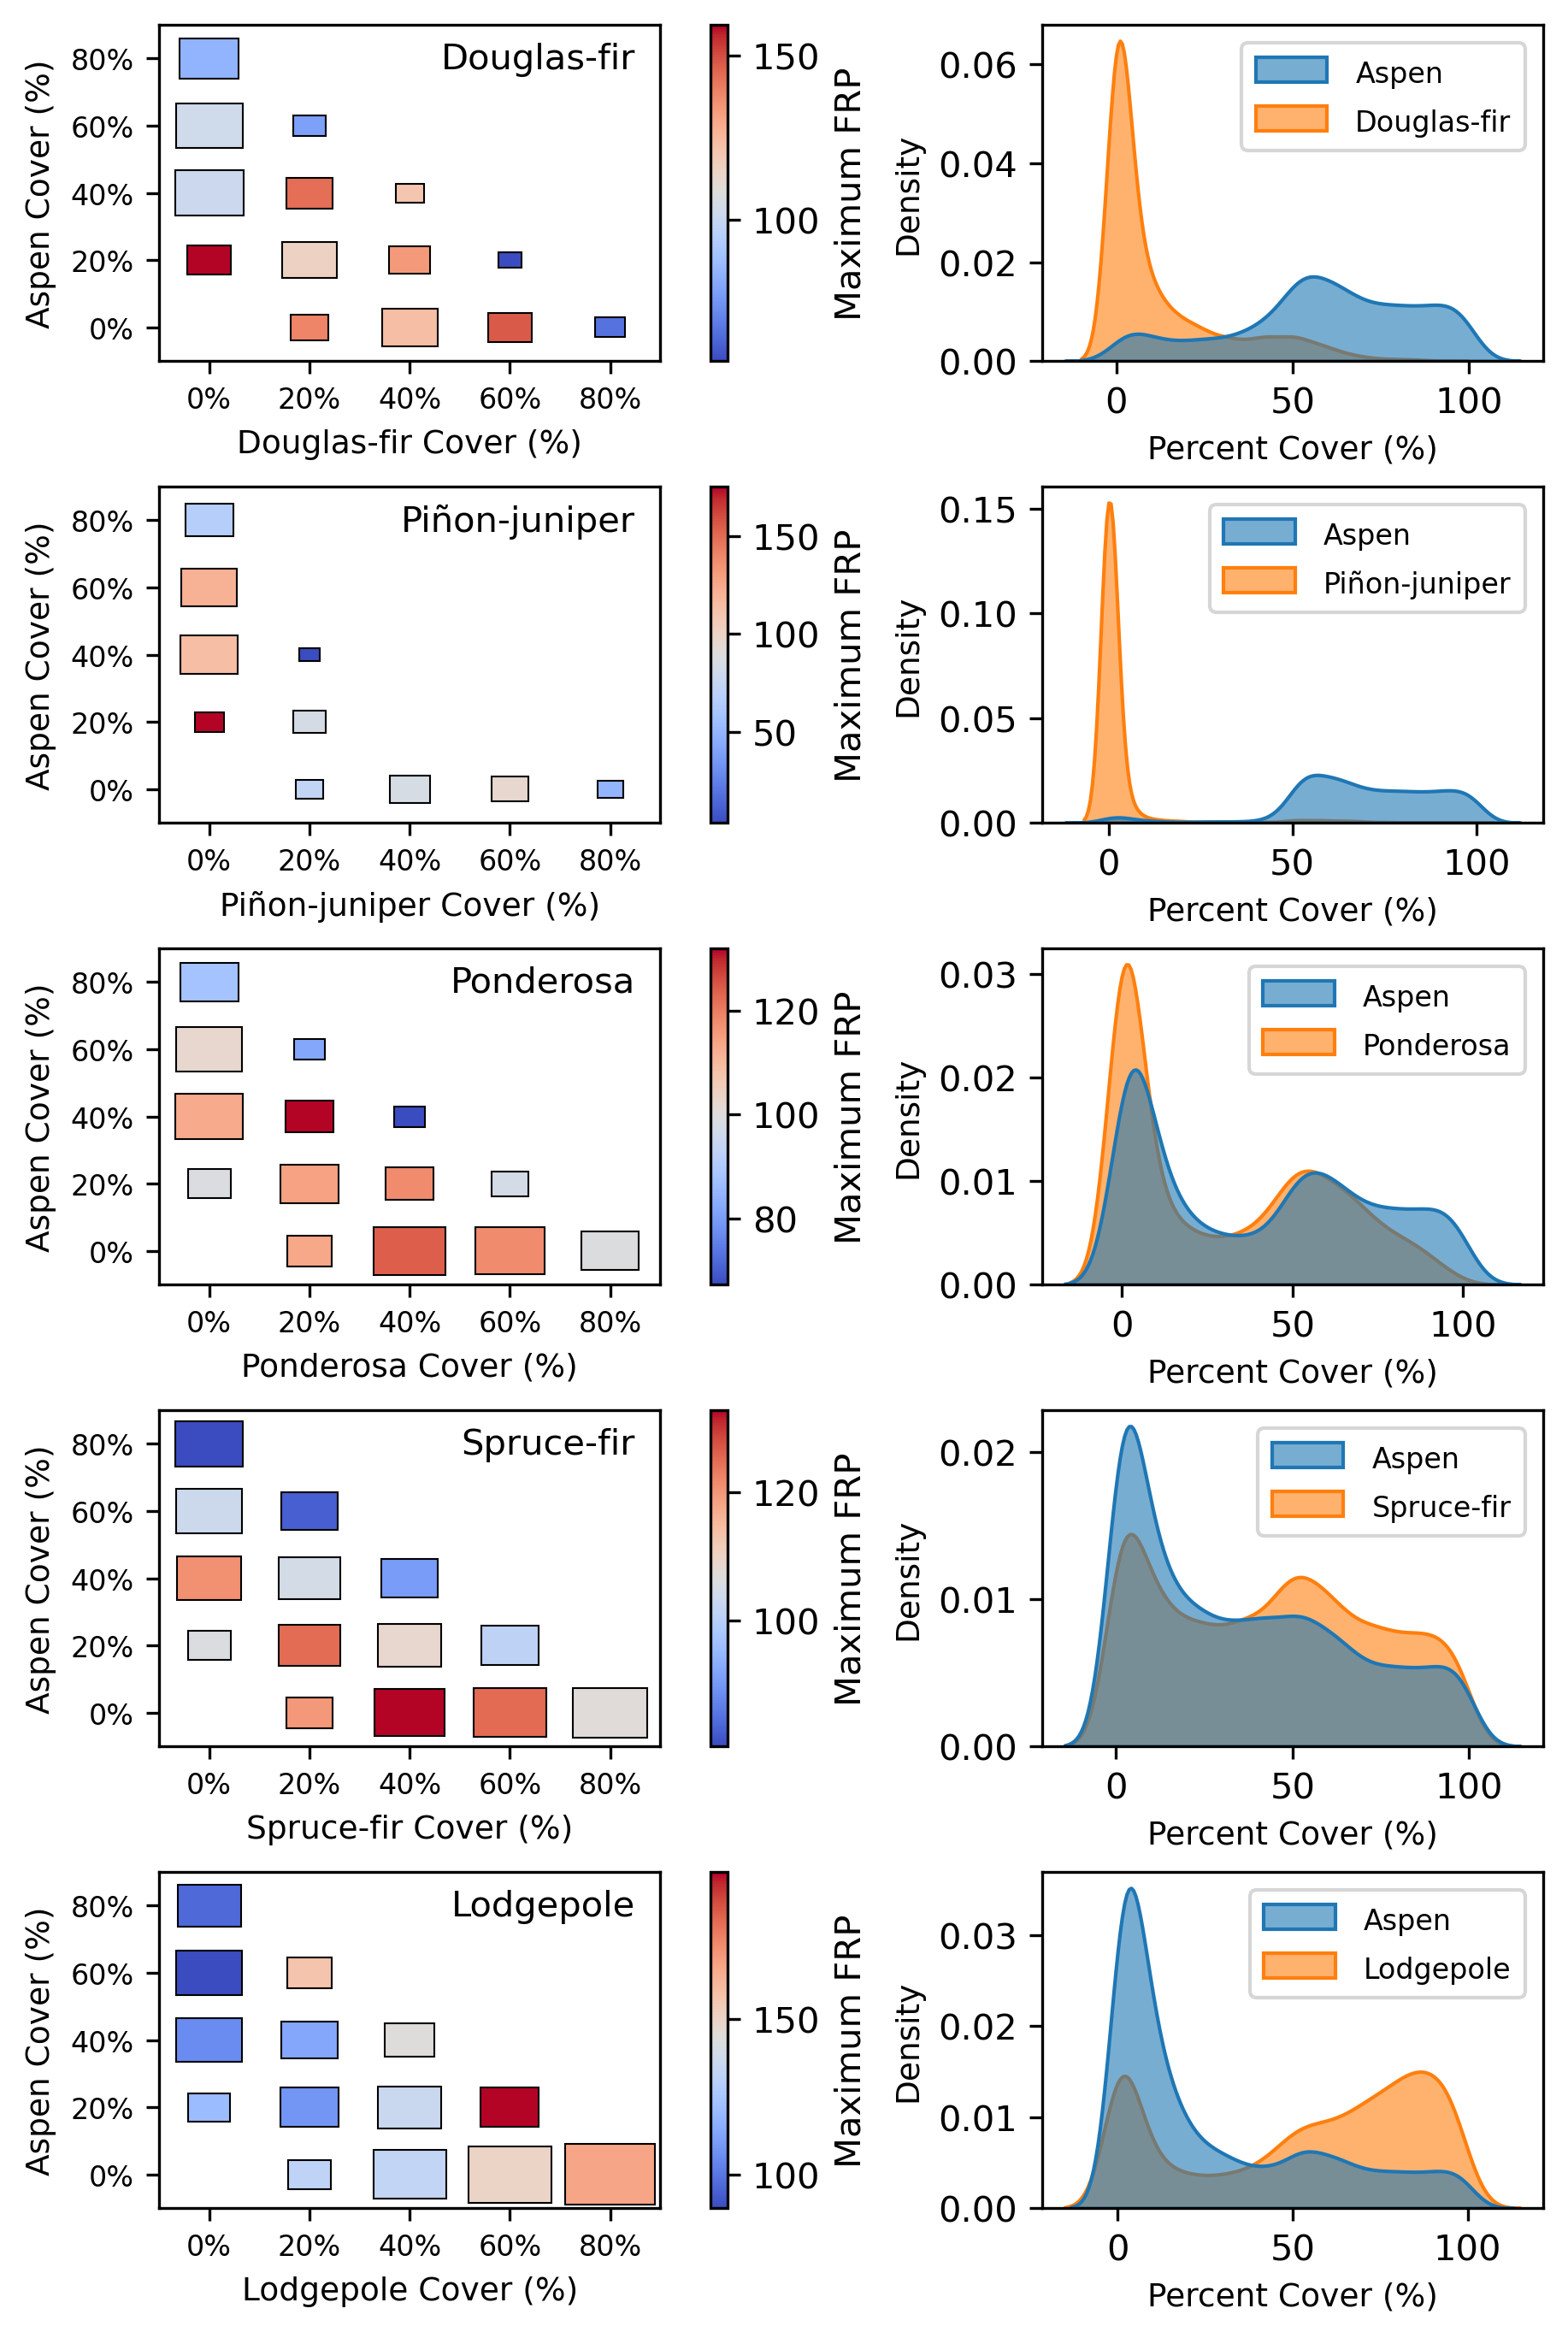 Douglas-fir
Aspen Cover (%)
80%
60%
40%
20%
0%
0% 20% 40% 60% 80%
Douglas-fir Cover (%)
150
100
Maximum FRP
Density
0.06
0.04
0.02
0.00
Aspen
Douglas-fir
0 50 100
Percent Cover (%)
Piñon-juniper
Aspen Cover (%)
80%
60%
40%
20%
0%
0% 20% 40% 60% 80%
Piñon-juniper Cover (%)
150
100
50
Maximum FRP
Density
0.15
0.10
0.05
0.00
Aspen
Piñon-juniper
0 50 100
Percent Cover (%)
Ponderosa
Aspen Cover (%)
80%
60%
40%
20%
0%
0% 20% 40% 60% 80%
Ponderosa Cover (%)
120
100
80
Maximum FRP
Density
0.03
0.02
0.01
0.00
Aspen
Ponderosa
0 50 100
Percent Cover (%)
Spruce-fir
Aspen Cover (%)
80%
60%
40%
20%
0%
0% 20% 40% 60% 80%
Spruce-fir Cover (%)
120
100
Maximum FRP
Density
0.02
0.01
0.00
Aspen
Spruce-fir
0 50 100
Percent Cover (%)
Lodgepole
Aspen Cover (%)
80%
60%
40%
20%
0%
0% 20% 40% 60% 80%
Lodgepole Cover (%)
150
100
Maximum FRP
Density
0.03
0.02
0.01
0.00
Aspen
Lodgepole
0 50 100
Percent Cover (%)